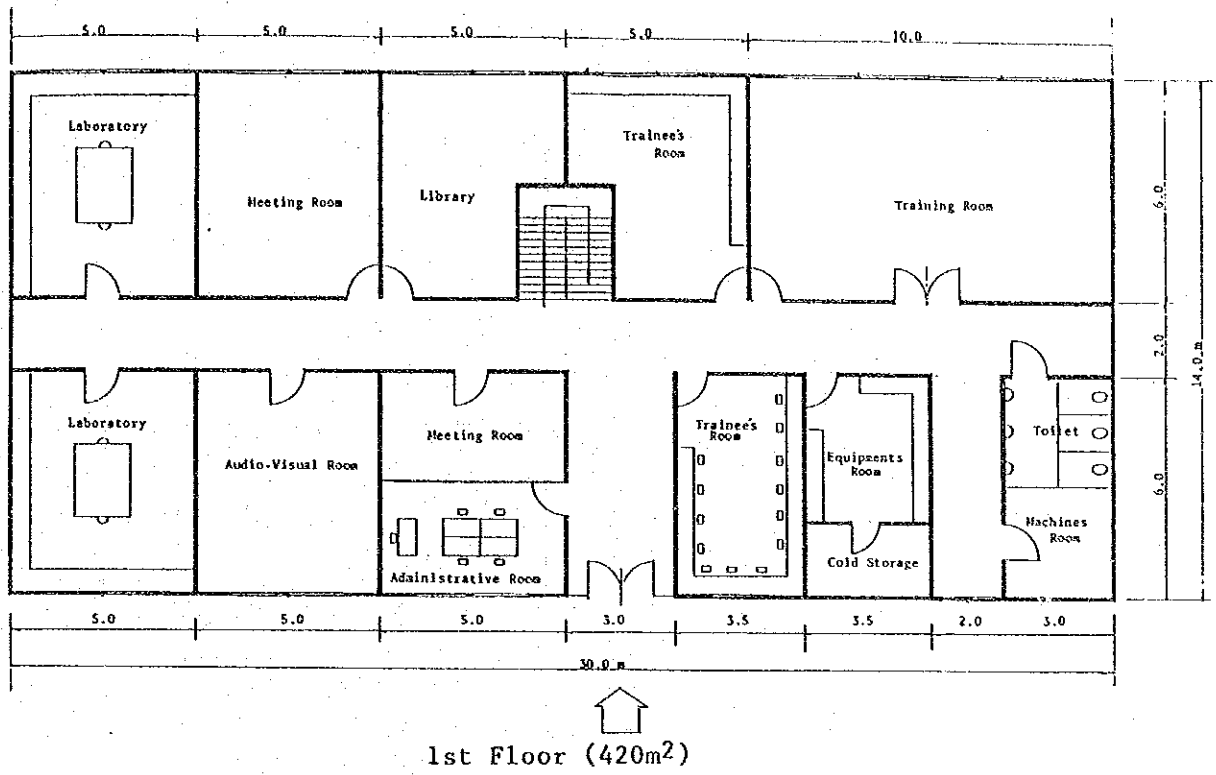 5.0 5.0 5.0 5.0 10.0
Laboratory
Meeting Room
Library
Trainee's
Room
Training Room
6.0
2.0
14.0 m
6.0
Laboratory
Audio-Visual Room
Meeting Room
Administrative Room
Trainee's
Room
Equipments
Room
Cold Storage
Toilet
Machines
Room
5.0 5.0 5.0 3.0 3.5 3.5 2.0 3.0
30.0 m
1st Floor (420m²)